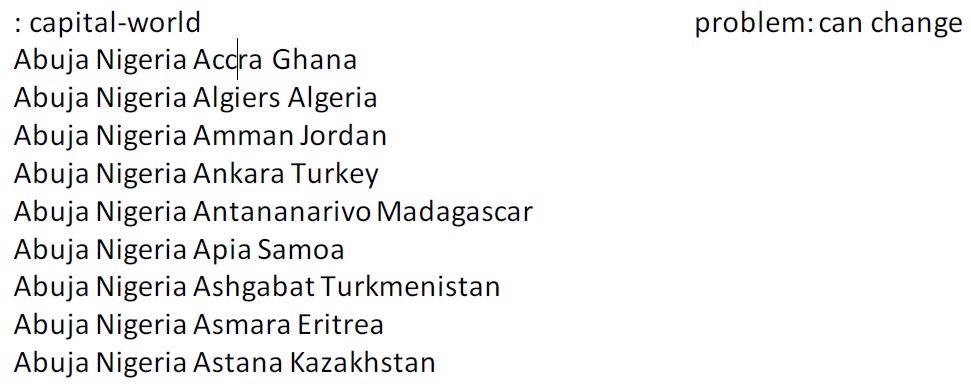 : capital-world problem: can change
Abuja Nigeria Accra Ghana
Abuja Nigeria Algiers Algeria
Abuja Nigeria Amman Jordan
Abuja Nigeria Ankara Turkey
Abuja Nigeria Antananarivo Madagascar
Abuja Nigeria Apia Samoa
Abuja Nigeria Ashgabat Turkmenistan
Abuja Nigeria Asmara Eritrea
Abuja Nigeria Astana Kazakhstan